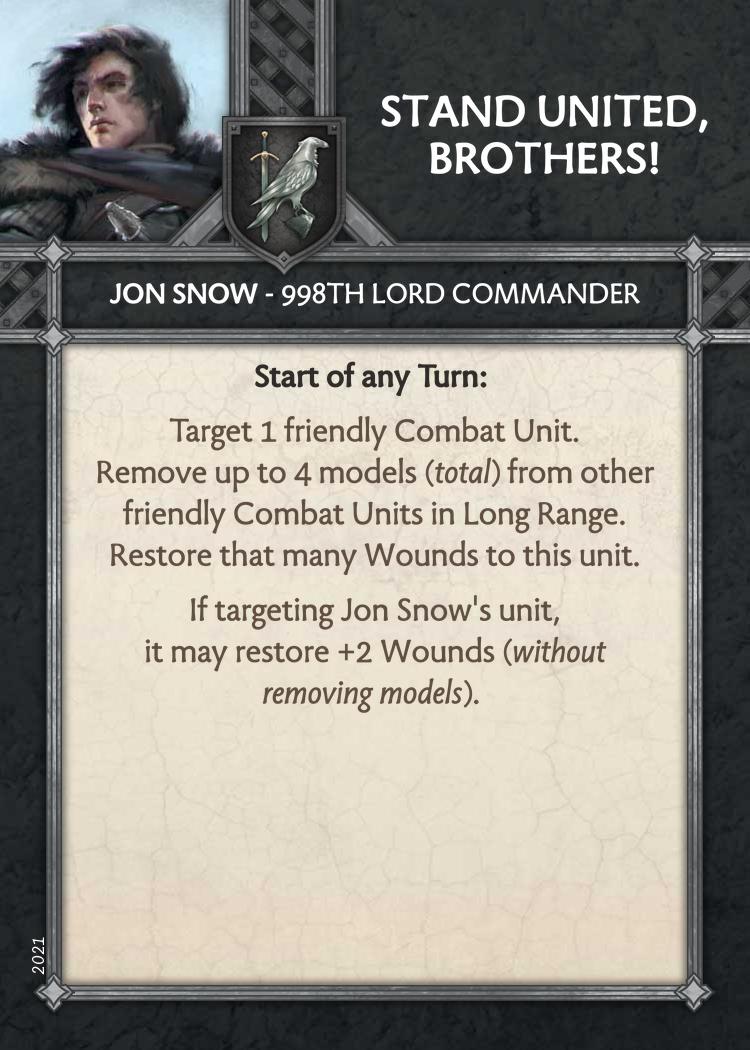 STAND UNITED,
BROTHERS!
JON SNOW - 998TH LORD COMMANDER
Start of any Turn:
Target 1 friendly Combat Unit.
Remove up to 4 models (total) from other
friendly Combat Units in Long Range.
Restore that many Wounds to this unit.
If targeting Jon Snow's unit,
it may restore +2 Wounds (without
removing models).
2021